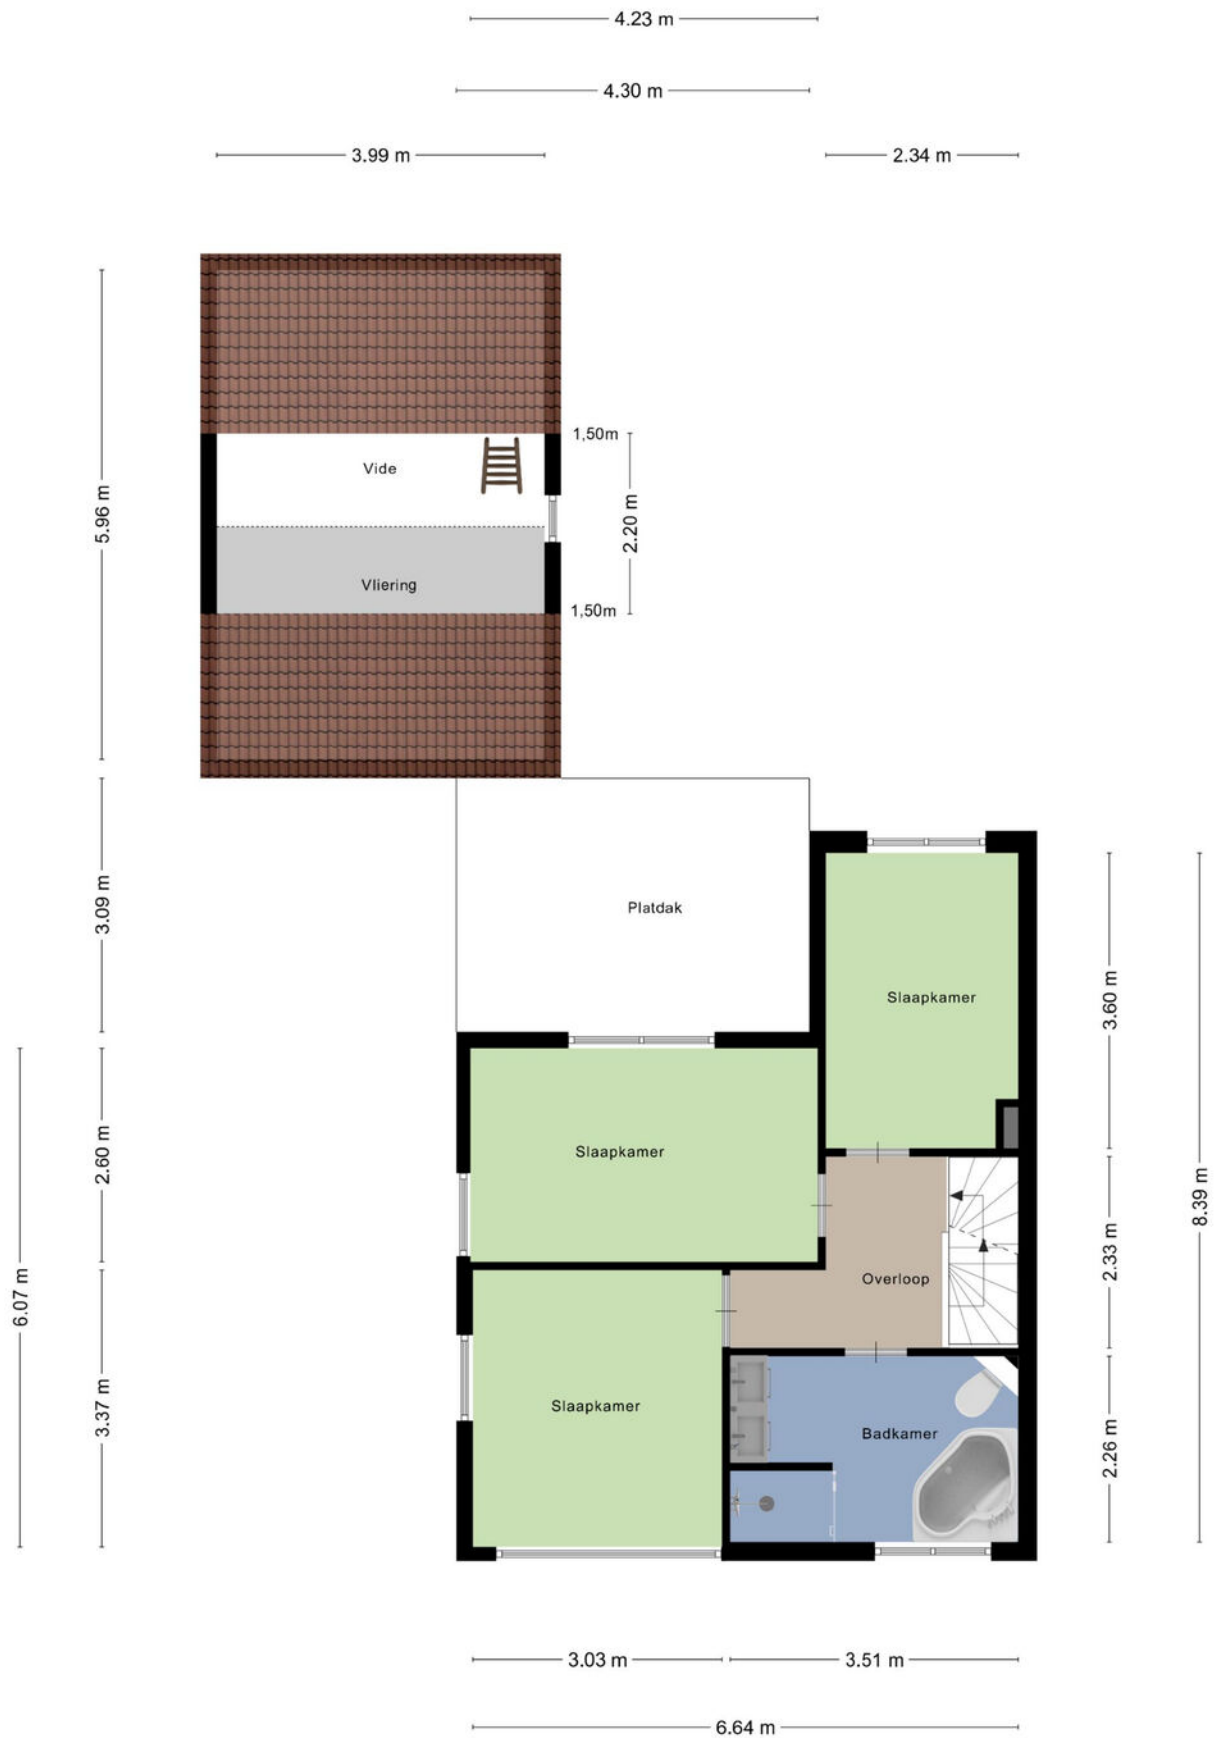 4.23 m
4.30 m
3.99 m
2.34 m
1,50m
Vide
5.96 m
2.20 m
Vliering
1,50m
3.09 m
Platdak
3.60 m
Slaapkamer
2.60 m
Slaapkamer
8.39 m
2.33 m
6.07 m
Overloop
3.37 m
Slaapkamer
Badkamer
2.26 m
3.03 m
3.51 m
6.64 m